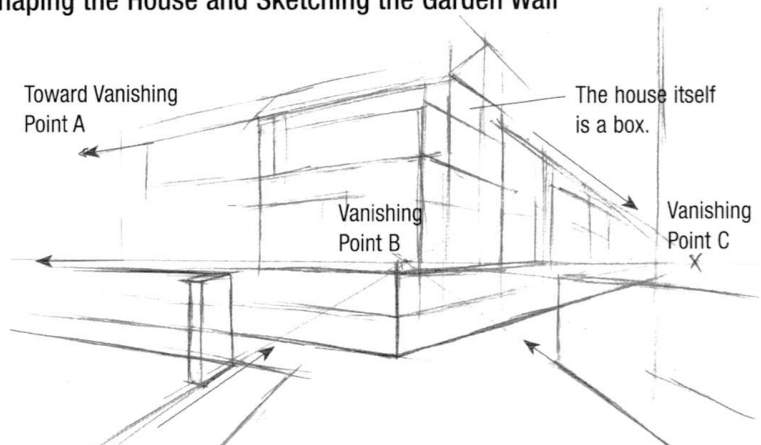 haping the House and Sketching the Garden Wall
Toward Vanishing
Point A
The house itself
is a box.
Vanishing
Point B
Vanishing
Point C